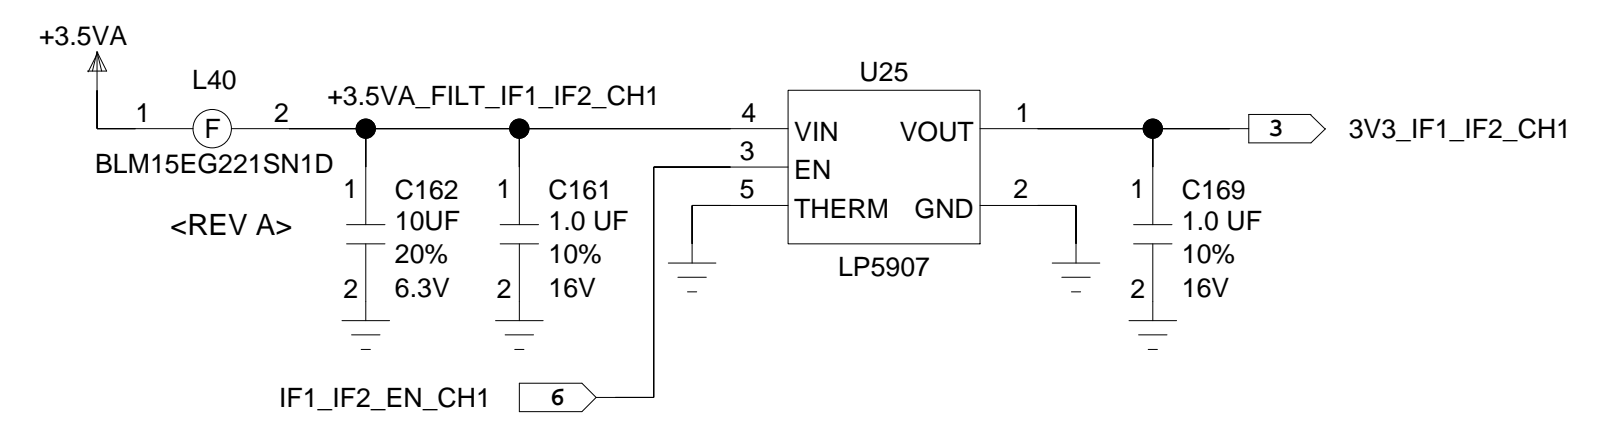 +3.5VA
L40
U25
+3.5VA_FILT_IF1_IF2_CH1
1
F
2
4
VIN
VOUT
1
3
3V3_IF1_IF2_CH1
BLM15EG221SN1D
3
EN
<REV A>
1
C162
10UF
20%
6.3V
2
1
C161
1.0 UF
10%
16V
2
5
THERM
GND
2
LP5907
1
C169
1.0 UF
10%
16V
2
IF1_IF2_EN_CH1
6